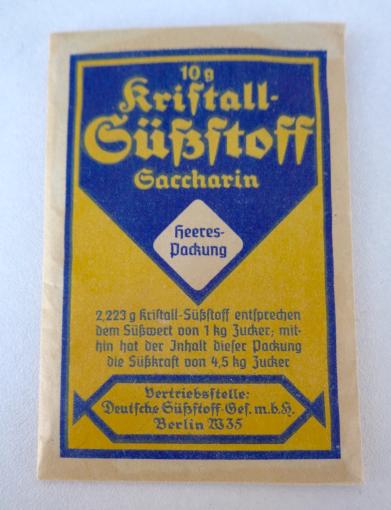 10 g
Kriſtall-
Süßſtoff
Saccharin
Heeres-
Packung
2,223 g Kriſtall-Süßſtoff entſprechen
dem Süßwert von 1 kg Zucker; mit-
hin hat der Inhalt dieſer Packung
die Süßkraft von 4,5 kg Zucker
Vertriebsſtelle:
Deutſche Süßſtoff-Geſ. m. b. H.
Berlin W35